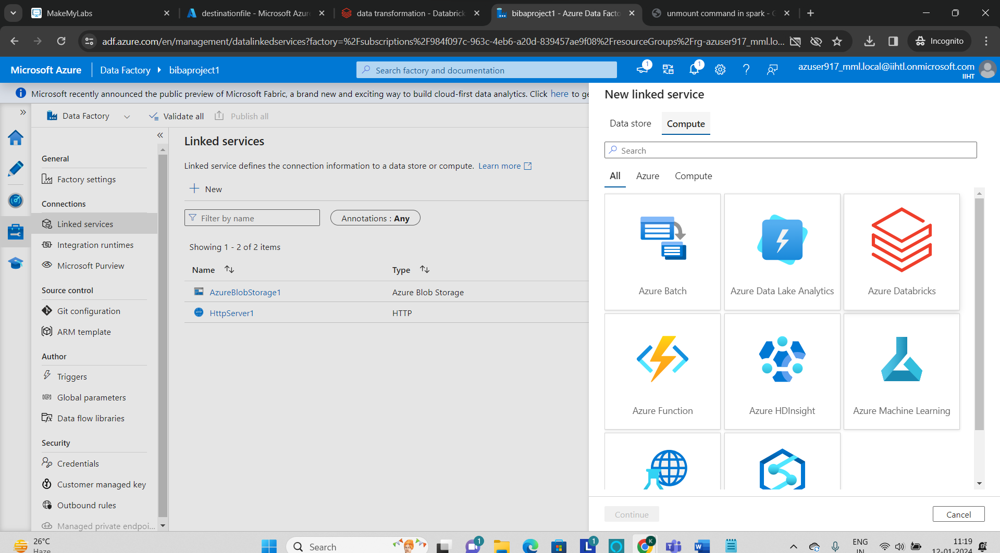 MakeMyLabs
destinationfile - Microsoft Azur
data transformation - Databrick
bibaproject1 - Azure Data Facto
unmount command in spark -
adf.azure.com/en/management/datalinkedservices?factory=%2Fsubscriptions%2F984f097c-963c-4eb6-a20d-839457ae9f08%2FresourceGroups%2Frg-azuser917_mml.lo...
Incognito
Microsoft Azure
Data Factory
bibaproject1
Search factory and documentation
1
1
azuser917_mml.local@iihtl.onmicrosoft.com
IIHT
Microsoft recently announced the public preview of Microsoft Fabric, a brand new and exciting way to build cloud-first data analytics. Click here to ge
Data Factory
Validate all
Publish all
General
Factory settings
Connections
Linked services
Integration runtimes
Microsoft Purview
Source control
Git configuration
ARM template
Author
Triggers
Global parameters
Data flow libraries
Security
Credentials
Customer managed key
Outbound rules
Managed private endpoi...
Linked services
Linked service defines the connection information to a data store or compute. Learn more
New
Filter by name
Annotations : Any
Showing 1 - 2 of 2 items
Name
Type
AzureBlobStorage1
Azure Blob Storage
HTTP
HttpServer1
HTTP
New linked service
Data store
Compute
Search
All
Azure
Compute
Azure Batch
Azure Data Lake Analytics
Azure Databricks
Azure Function
Azure HDInsight
Azure Machine Learning
Continue
Cancel
26°C
Haze
Search
1
L
1
K
W
ENG
IN
11:19
12-01-2024